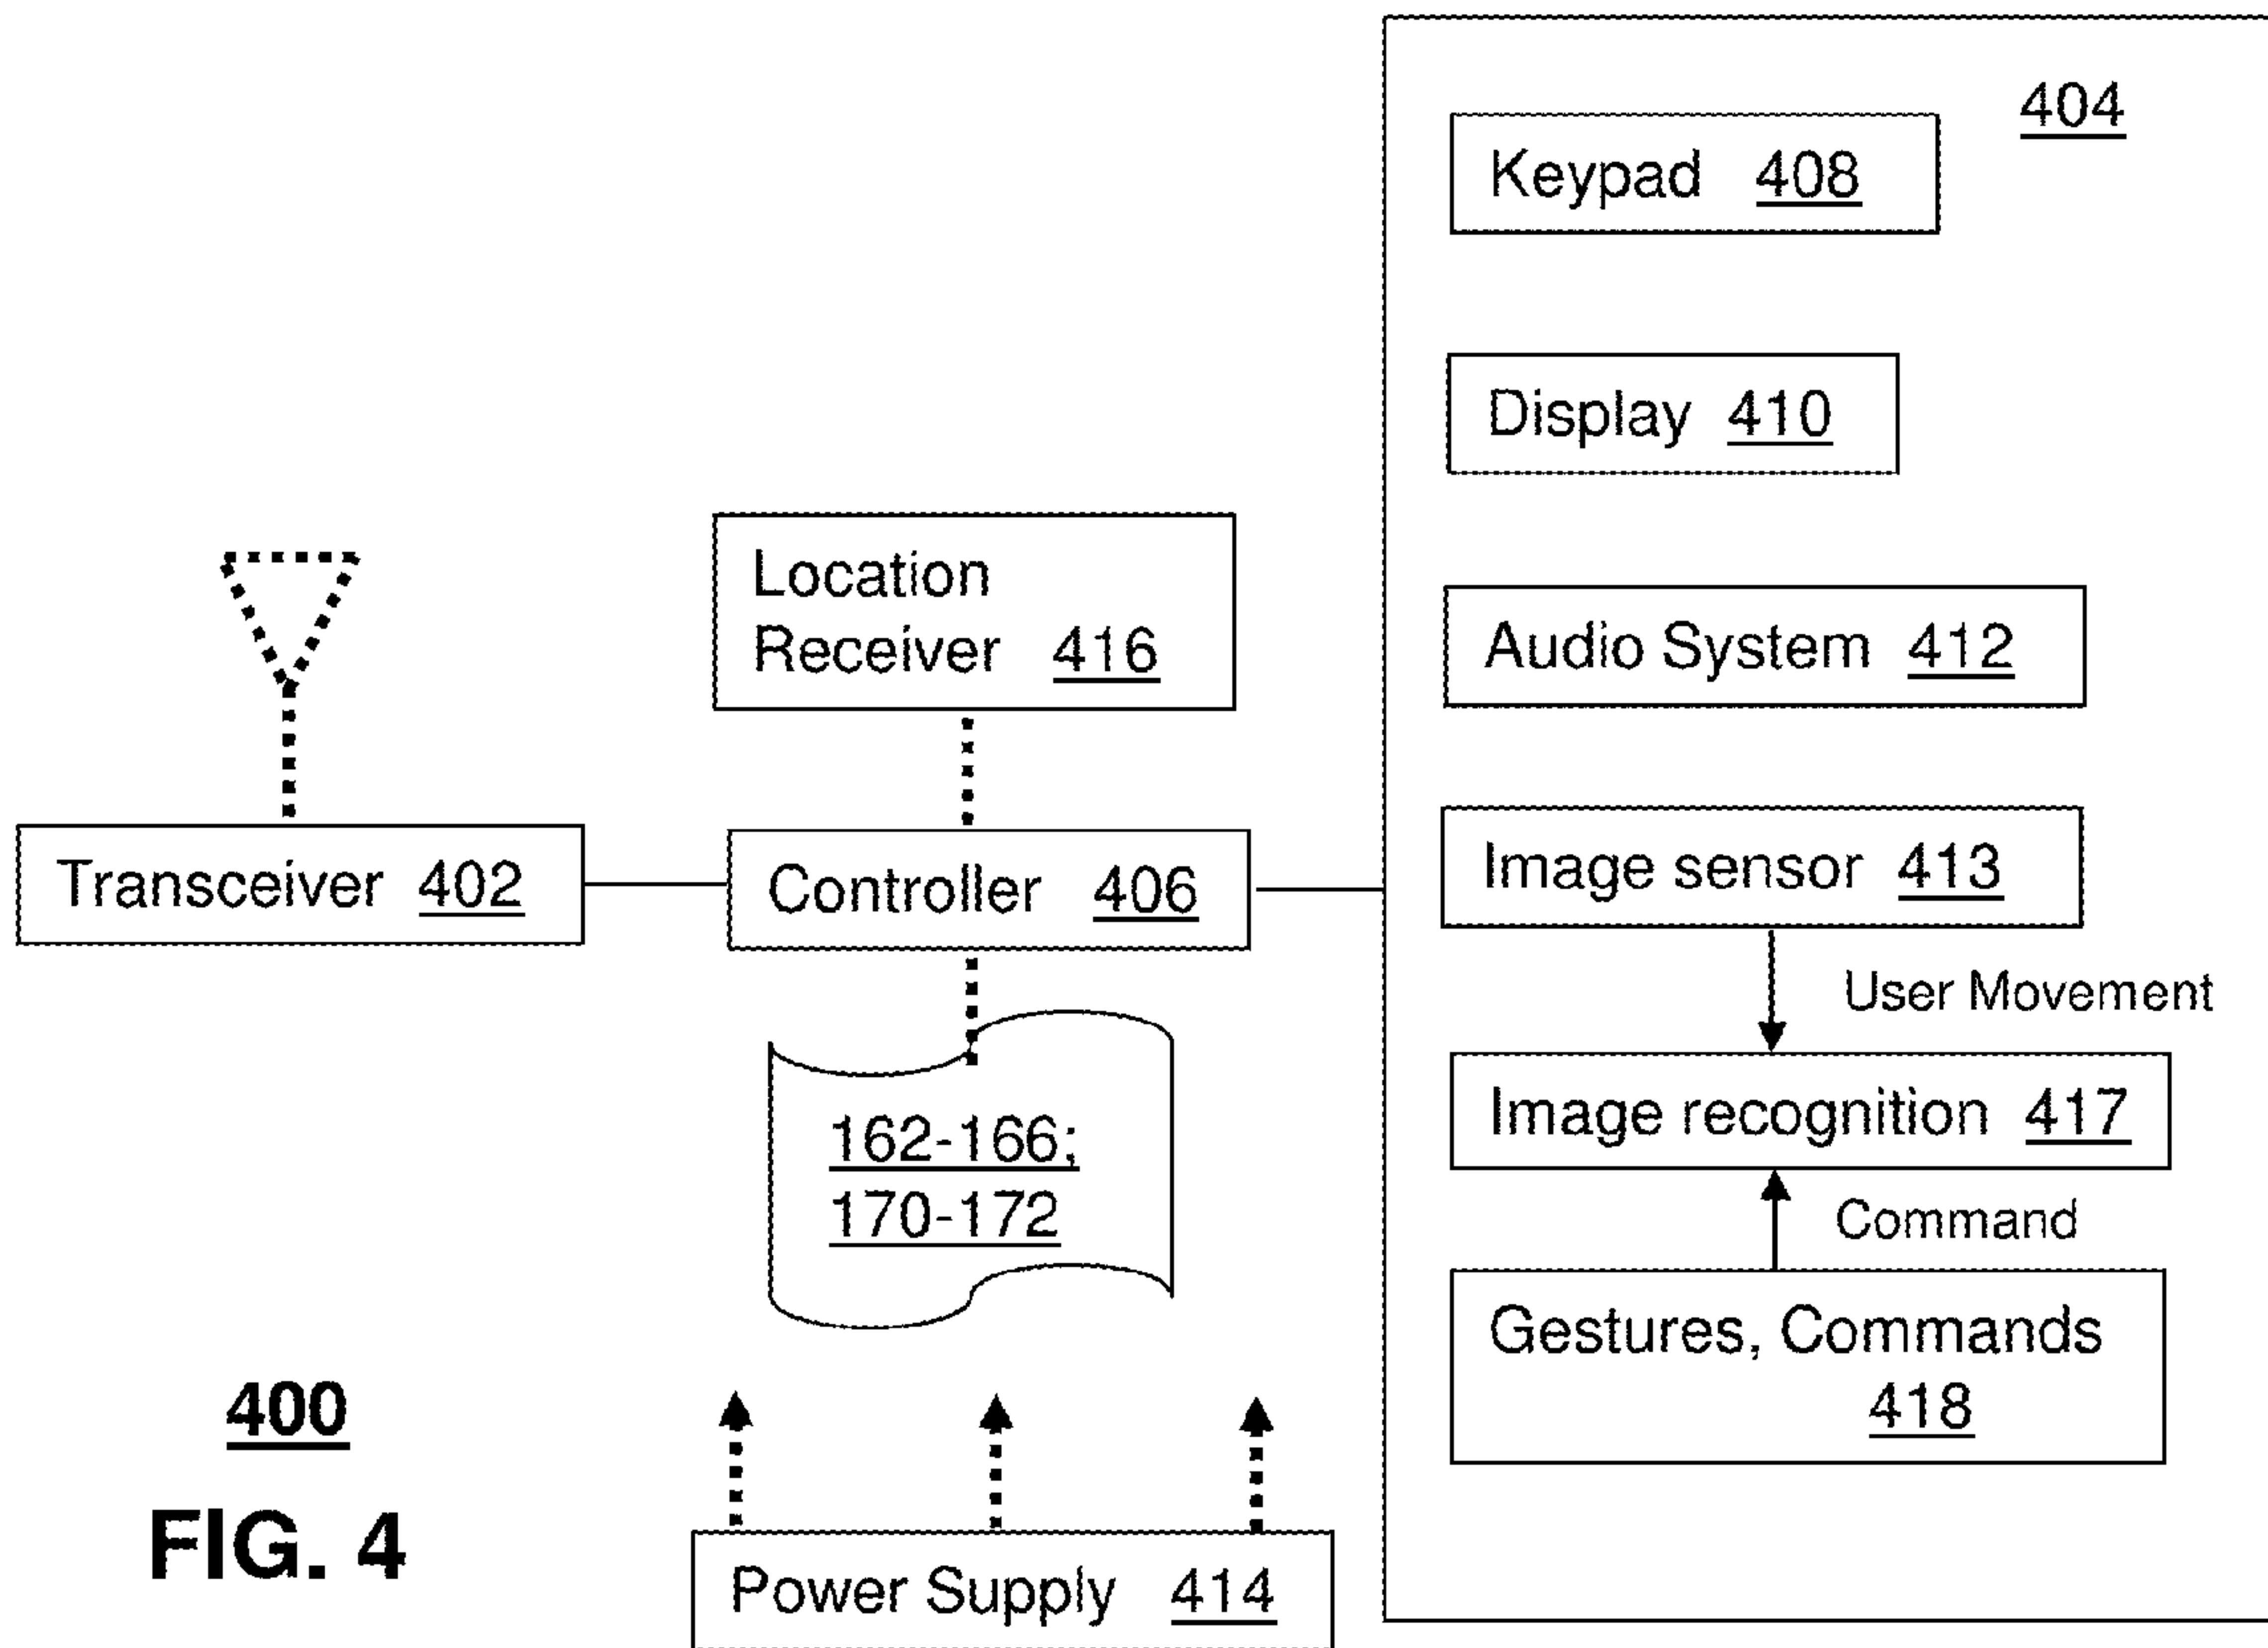 404
Keypad 408
Display 410
Audio System 412
Image sensor 413
User Movement
Image recognition 417
Command
Gestures, Commands
418
Location
Receiver 416
Transceiver 402
Controller 406
162-166;
170-172
Power Supply 414
400
FIG. 4